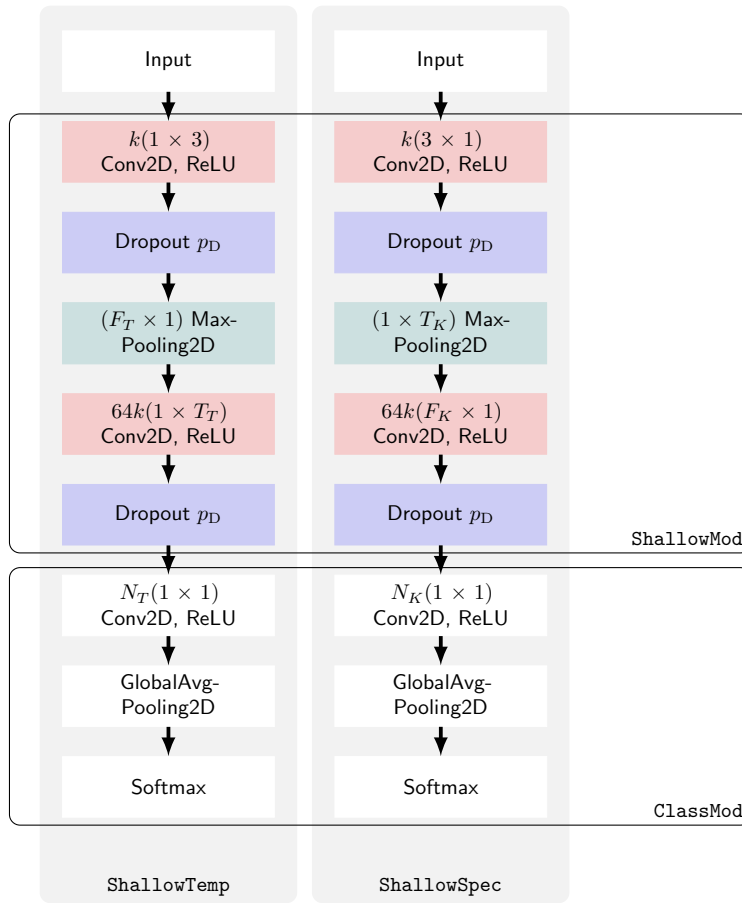 Input
k(1 × 3)
Conv2D, ReLU
Dropout p_D
(F_T × 1) Max-
Pooling2D
64k(1 × T_T)
Conv2D, ReLU
Dropout p_D
N_T(1 × 1)
Conv2D, ReLU
GlobalAvg-
Pooling2D
Softmax
ShallowTemp
Input
k(3 × 1)
Conv2D, ReLU
Dropout p_D
(1 × T_K) Max-
Pooling2D
64k(F_K × 1)
Conv2D, ReLU
Dropout p_D
N_K(1 × 1)
Conv2D, ReLU
GlobalAvg-
Pooling2D
Softmax
ShallowSpec
ShallowMod
ClassMod